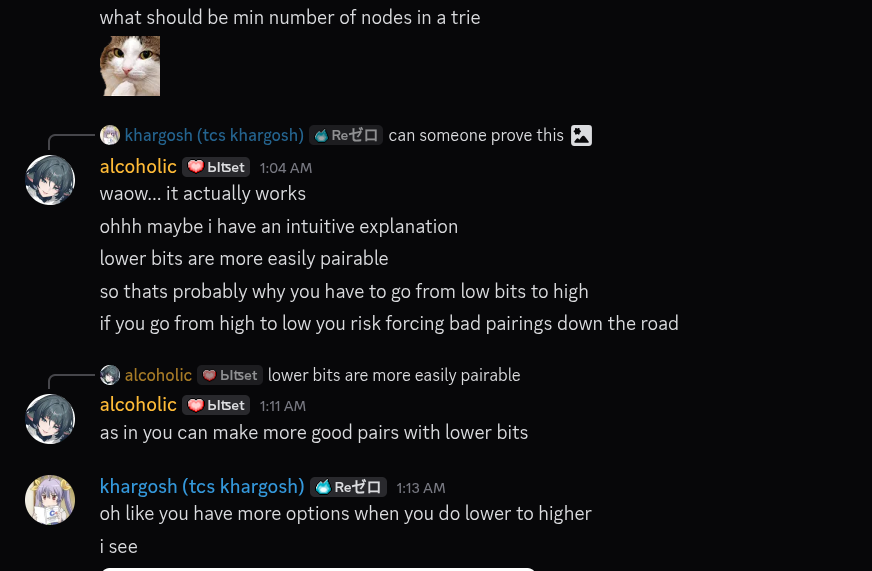 what should be min number of nodes in a trie
khargosh (tcs khargosh) Reゼロ can someone prove this
alcoholic bitset 1:04 AM
waow... it actually works
ohhh maybe i have an intuitive explanation
lower bits are more easily pairable
so thats probably why you have to go from low bits to high
if you go from high to low you risk forcing bad pairings down the road
alcoholic bitset lower bits are more easily pairable
alcoholic bitset 1:11 AM
as in you can make more good pairs with lower bits
khargosh (tcs khargosh) Reゼロ 1:13 AM
oh like you have more options when you do lower to higher
i see